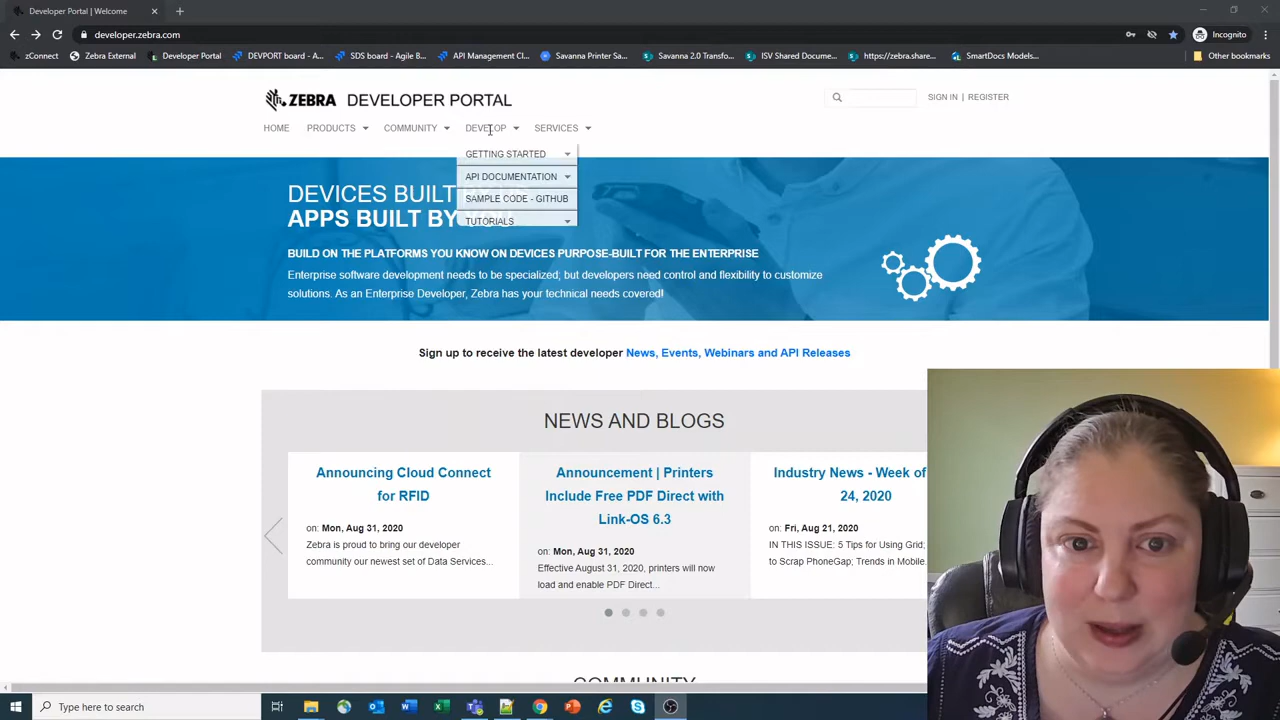 Developer Portal | Welcome
developer.zebra.com
Incognito
zConnect
Zebra External
Developer Portal
DEVPORT board - A...
SDS board - Agile B...
API Management Cl...
Savanna Printer Sa...
Savanna 2.0 Transfo...
ISV Shared Docume...
https://zebra.share...
SmartDocs Models...
Other bookmarks
ZEBRA DEVELOPER PORTAL
SIGN IN | REGISTER
HOME PRODUCTS COMMUNITY DEVELOP SERVICES
GETTING STARTED
API DOCUMENTATION
SAMPLE CODE - GITHUB
TUTORIALS
DEVICES BUILT BY
APPS BUILT BY
BUILD ON THE PLATFORMS YOU KNOW ON DEVICES PURPOSE-BUILT FOR THE ENTERPRISE
Enterprise software development needs to be specialized; but developers need control and flexibility to customize
solutions. As an Enterprise Developer, Zebra has your technical needs covered!
Sign up to receive the latest developer News, Events, Webinars and API Releases
NEWS AND BLOGS
Announcing Cloud Connect
for RFID
on: Mon, Aug 31, 2020
Zebra is proud to bring our developer
community our newest set of Data Services...
Announcement | Printers
Include Free PDF Direct with
Link-OS 6.3
on: Mon, Aug 31, 2020
Effective August 31, 2020, printers will now
load and enable PDF Direct...
Industry News - Week of
24, 2020
on: Fri, Aug 21, 2020
IN THIS ISSUE: 5 Tips for Using Grid;
to Scrap PhoneGap; Trends in Mobile
COMMUNITY
Type here to search